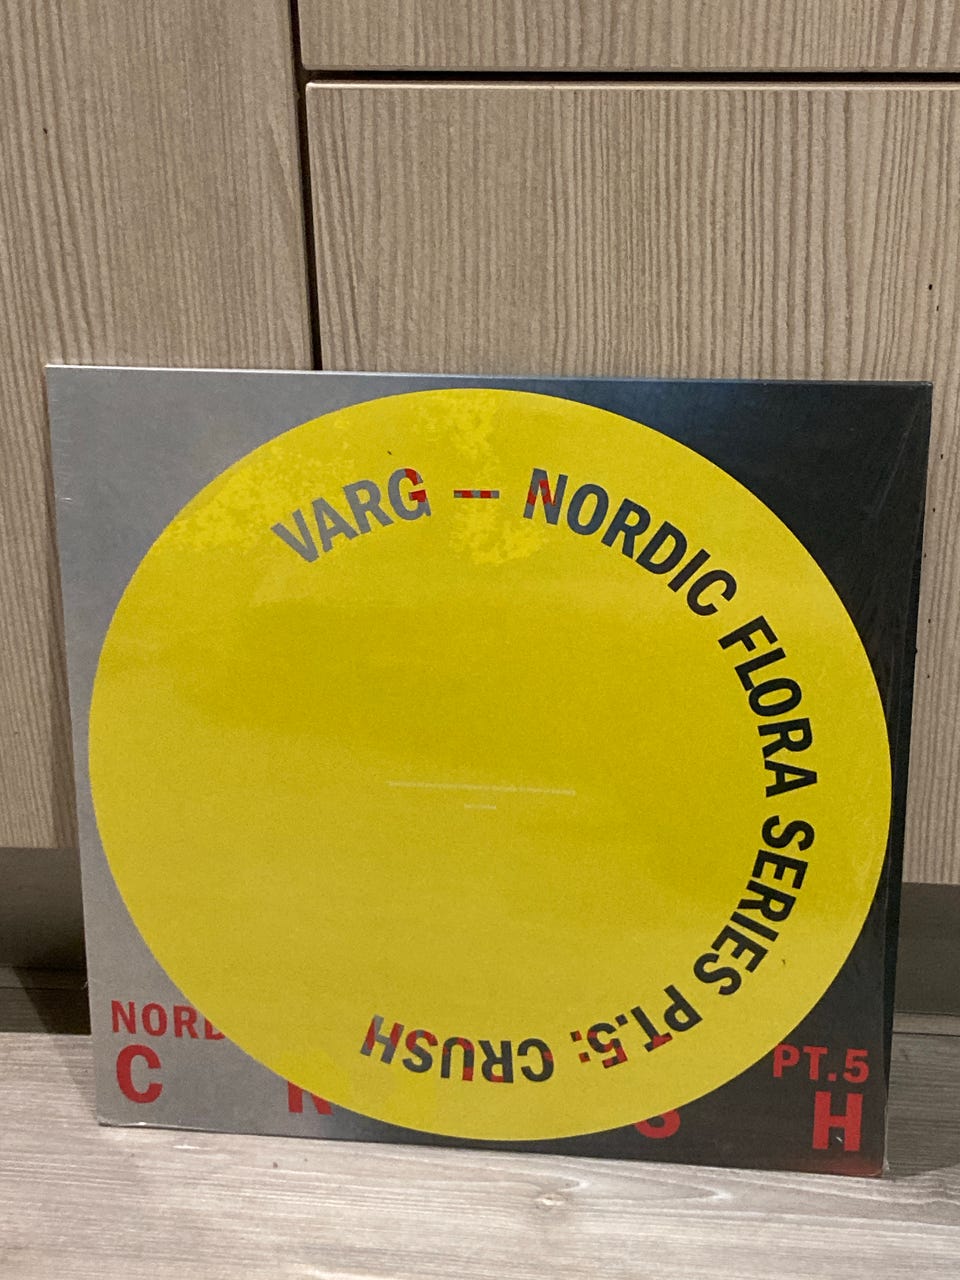 VARG — NORDIC FLORA SERIES PT.5: CRUSH
NORD PT.5
C R S H